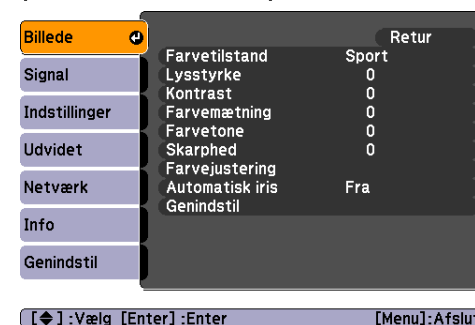 Billede
Signal
Indstillinger
Udvidet
Netværk
Info
Genindstil
Retur
Farvetilstand Sport
Lysstyrke 0
Kontrast 0
Farvemætning 0
Farvetone 0
Skarphed 0
Farvejustering
Automatisk iris Fra
Genindstil
[◆] :Vælg [Enter] :Enter [Menu]:Afslut